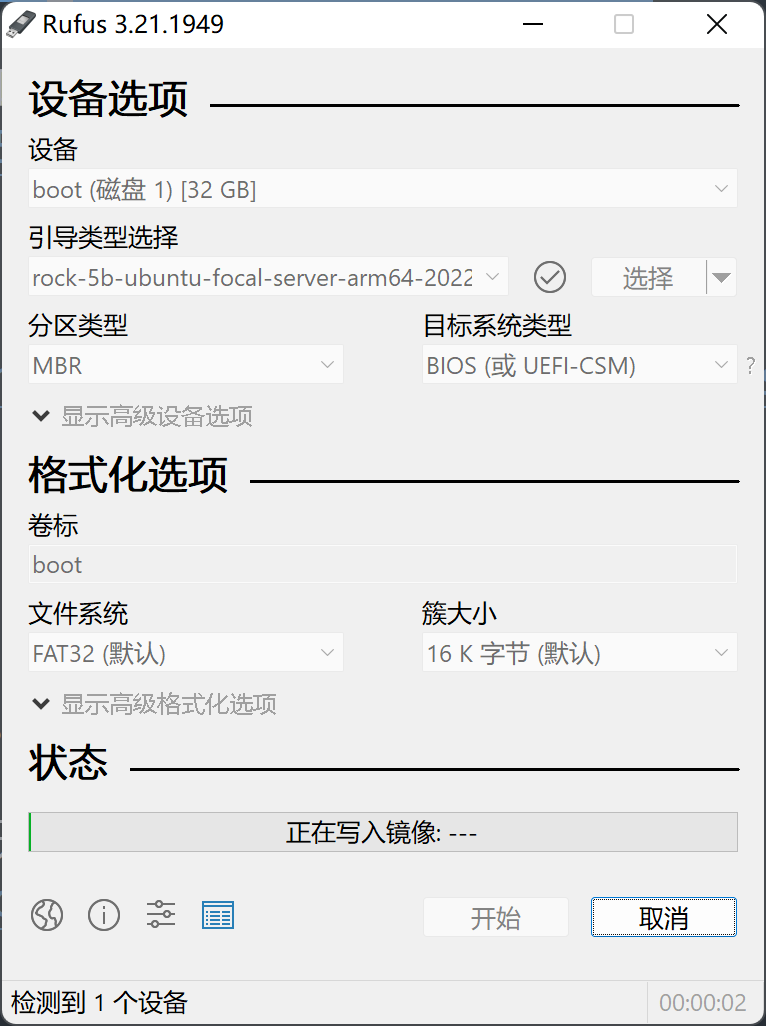 Rufus 3.21.1949
设备选项
设备
boot (磁盘 1) [32 GB]
引导类型选择
rock-5b-ubuntu-focal-server-arm64-2022
选择
分区类型
目标系统类型
MBR
BIOS (或 UEFI-CSM)
?
显示高级设备选项
格式化选项
卷标
boot
文件系统
簇大小
FAT32 (默认)
16 K 字节 (默认)
显示高级格式化选项
状态
正在写入镜像: ---
开始
取消
检测到 1 个设备
00:00:02